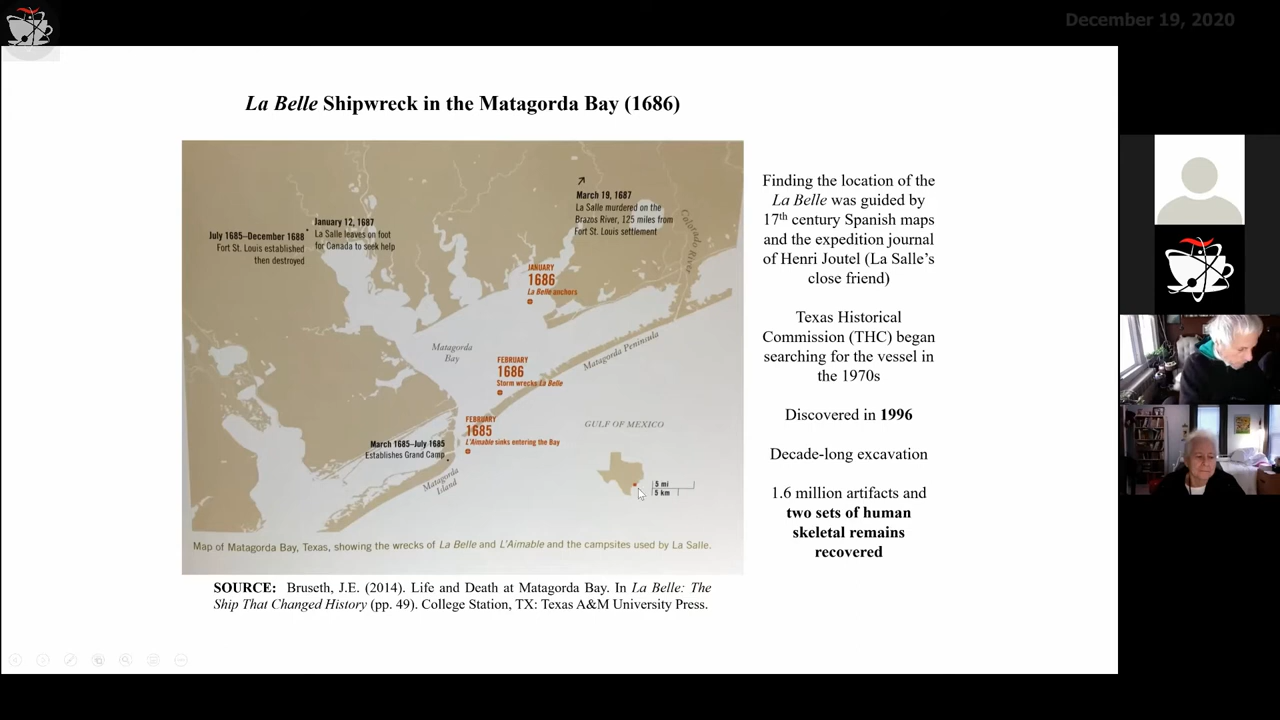 December 19, 2020
La Belle Shipwreck in the Matagorda Bay (1686)
July 1685–December 1688
Fort St. Louis established
then destroyed
January 12, 1687
La Salle leaves on foot
for Canada to seek help
March 19, 1687
La Salle murdered on the
Brazos River, 125 miles from
Fort St. Louis settlement
Colorado River
JANUARY
1686
La Belle anchors
Matagorda
Bay
Matagorda Peninsula
FEBRUARY
1686
Storm wrecks La Belle
FEBRUARY
1685
L'Aimable sinks entering the Bay
GULF OF MEXICO
March 1685–July 1685
Establishes Grand Camp
Matagorda
Island
5 mi
5 km
Map of Matagorda Bay, Texas, showing the wrecks of La Belle and L'Aimable and the campsites used by La Salle.
SOURCE: Bruseth, J.E. (2014). Life and Death at Matagorda Bay. In La Belle: The
Ship That Changed History (pp. 49). College Station, TX: Texas A&M University Press.
Finding the location of the
La Belle was guided by
17th century Spanish maps
and the expedition journal
of Henri Joutel (La Salle's
close friend)
Texas Historical
Commission (THC) began
searching for the vessel in
the 1970s
Discovered in 1996
Decade-long excavation
1.6 million artifacts and
two sets of human
skeletal remains
recovered